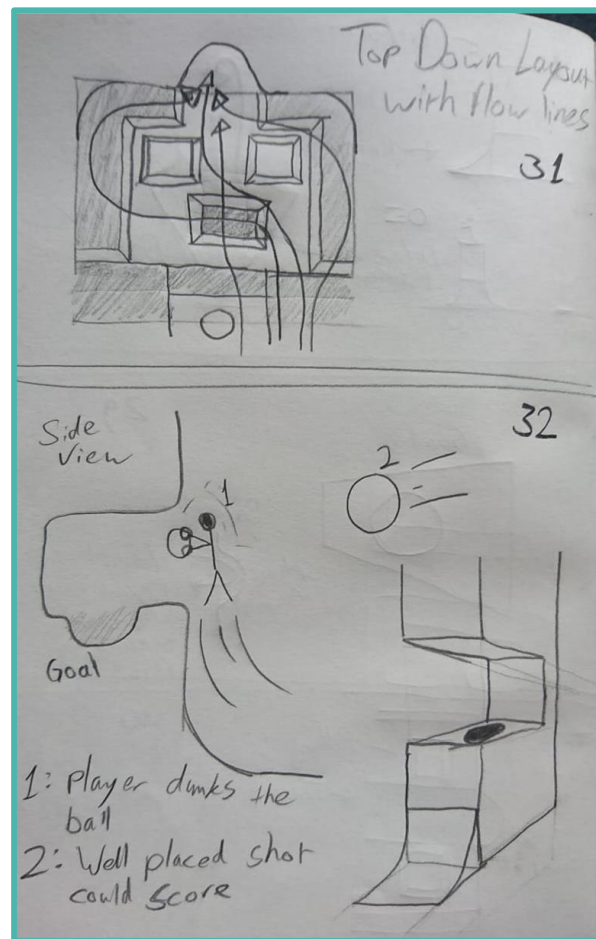 Top Down Layout
with flow lines
31
32
Side
View
1
2
Goal
1: Player dunks the
ball
2: Well placed shot
could score